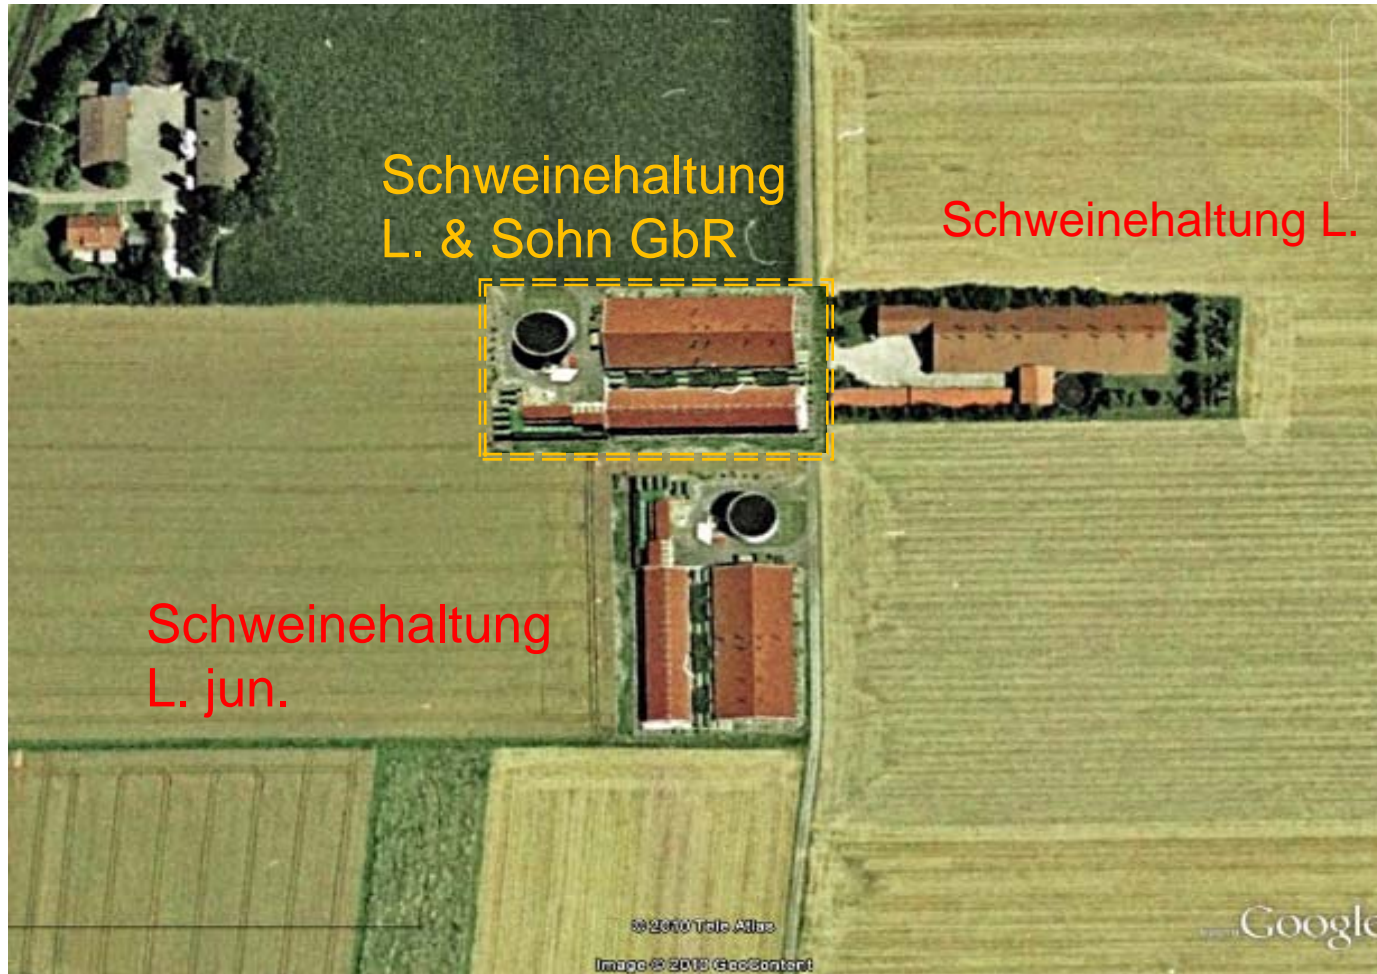 Schweinehaltung
L. & Sohn GbR
Schweinehaltung L.
Schweinehaltung
L. jun.
© 2010 Tele Atlas
Image © 2010 GeoContent
Google